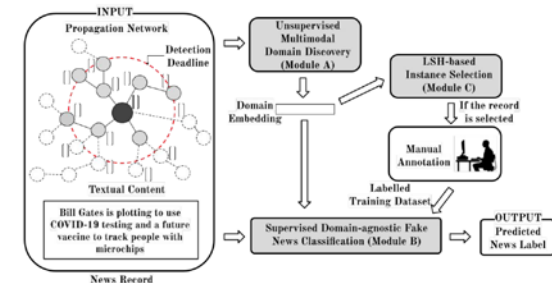 INPUT
Propagation Network
Detection
Deadline
Textual Content
Bill Gates is plotting to use
COVID-19 testing and a future
vaccine to track people with
microchips
News Record
Unsupervised
Multimodal
Domain Discovery
(Module A)
Domain
Embedding
LSH-based
Instance Selection
(Module C)
If the record
is selected
Manual
Annotation
Labelled
Training Dataset
Supervised Domain-agnostic Fake
News Classification (Module B)
OUTPUT
Predicted
News Label